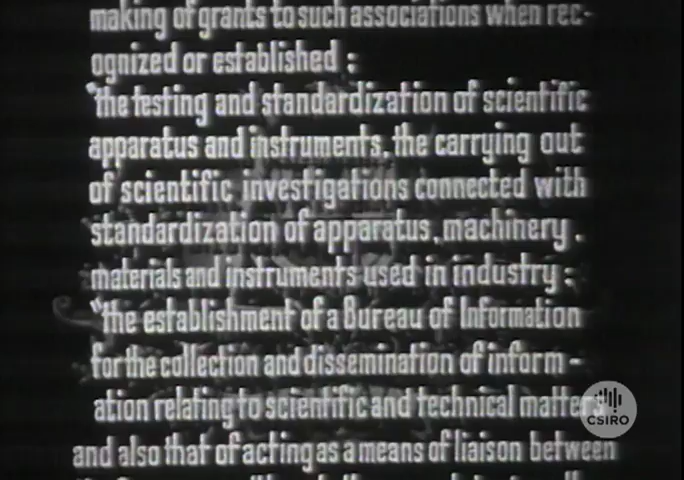 making of grants to such associations when rec-
ognized or established ;
"the testing and standardization of scientific
apparatus and instruments, the carrying out
of scientific investigations connected with
standardization of apparatus, machinery,
materials and instruments used in industry ;
"the establishment of a Bureau of Information
for the collection and dissemination of inform-
ation relating to scientific and technical matters
and also that of acting as a means of liaison between
CSIRO